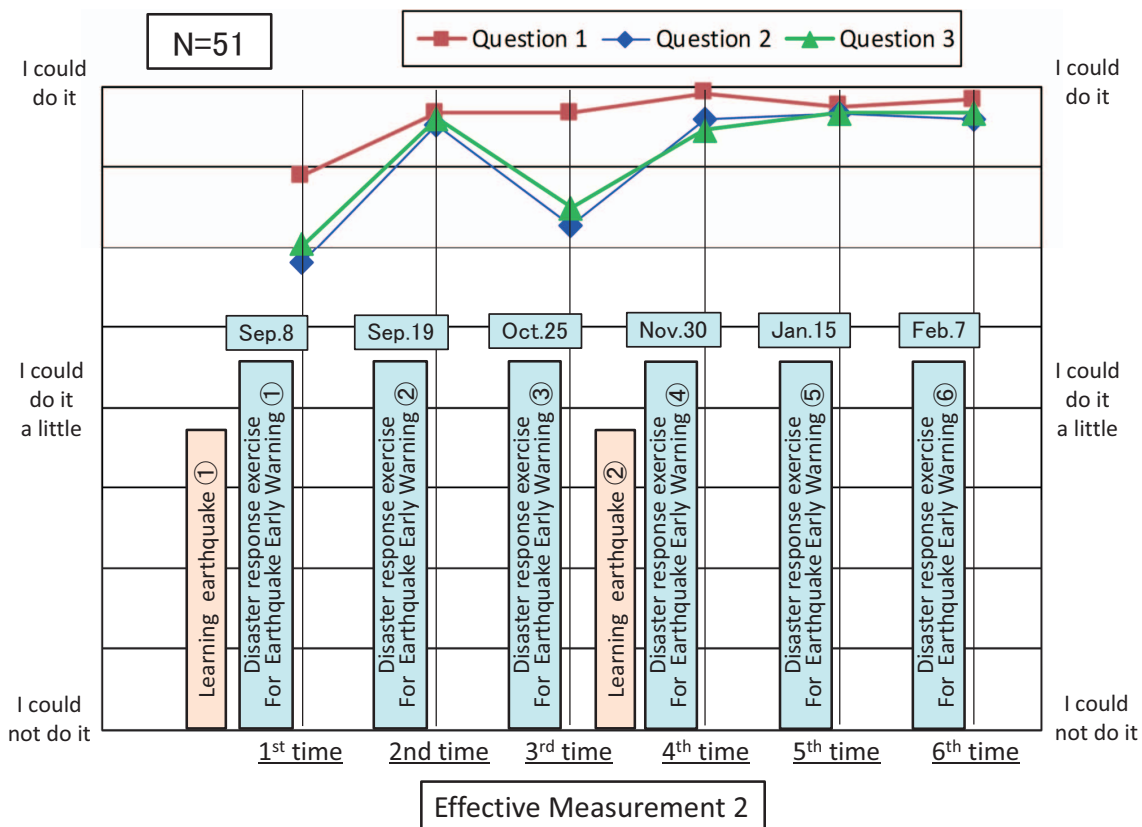 N=51
Question 1 Question 2 Question 3
I could
do it
I could
do it
Sep.8 Sep.19 Oct.25 Nov.30 Jan.15 Feb.7
I could
do it
a little
I could
do it
a little
Learning earthquake ①
Disaster response exercise
For Earthquake Early Warning ①
Disaster response exercise
For Earthquake Early Warning ②
Disaster response exercise
For Earthquake Early Warning ③
Learning earthquake ②
Disaster response exercise
For Earthquake Early Warning ④
Disaster response exercise
For Earthquake Early Warning ⑤
Disaster response exercise
For Earthquake Early Warning ⑥
I could
not do it
I could
not do it
1st time 2nd time 3rd time 4th time 5th time 6th time
Effective Measurement 2